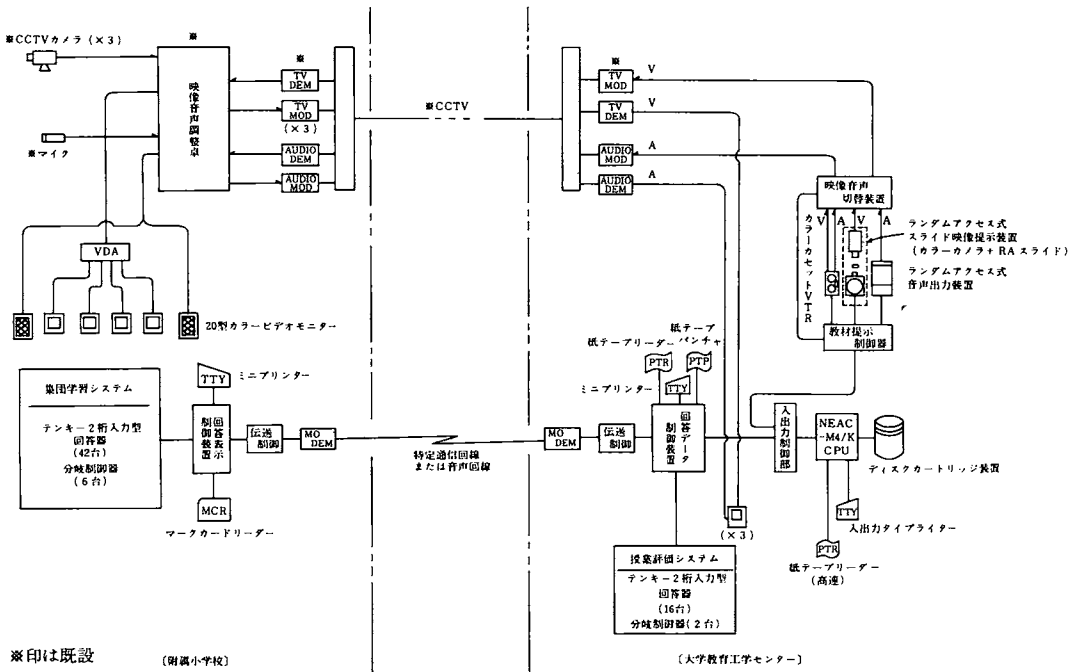 ※CCTVカメラ(×3)
※
映像音声調整卓
※マイク
※
TV
DEM
TV
MOD
(×3)
AUDIO
DEM
AUDIO
MOD
VDA
20型カラービデオモニター
※CCTV
※
TV
MOD
V
TV
DEM
V
AUDIO
MOD
A
AUDIO
DEM
A
映像音声
切替装置
V
A
V
A
カラーカセットVTR
ランダムアクセス式
スライド映像提示装置
(カラーカメラ+RAスライド)
ランダムアクセス式
音声出力装置
教材提示
制御器
集団学習システム
テンキー2桁入力型
回答器
(42台)
分岐制御器
(6台)
TTY
ミニプリンター
回答表示
制御装置
MCR
マークカードリーダー
伝送
制御
MO
DEM
特定通信回線
または音声回線
MO
DEM
伝送
制御
紙テープリーダー
紙テープ
パンチャ
PTR
PTP
ミニプリンター
TTY
回答データ
制御装置
授業評価システム
テンキー2桁入力型
回答器
(16台)
分岐制御器(2台)
(×3)
入出力制御部
NEAC
-M4/K
CPU
ディスクカートリッジ装置
TTY
入出力タイプライター
PTR
紙テープリーダー
(高速)
※印は既設
〔附属小学校〕
〔大学教育工学センター〕